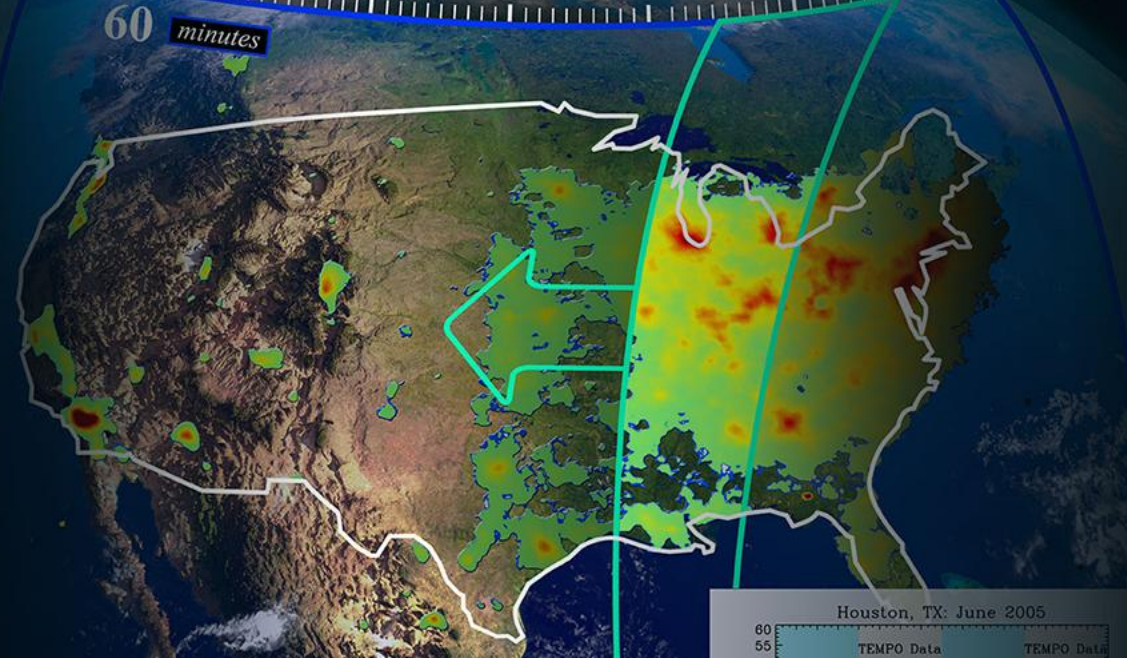 60 minutes
Houston, TX: June 2005
60
55
TEMPO Data TEMPO Data